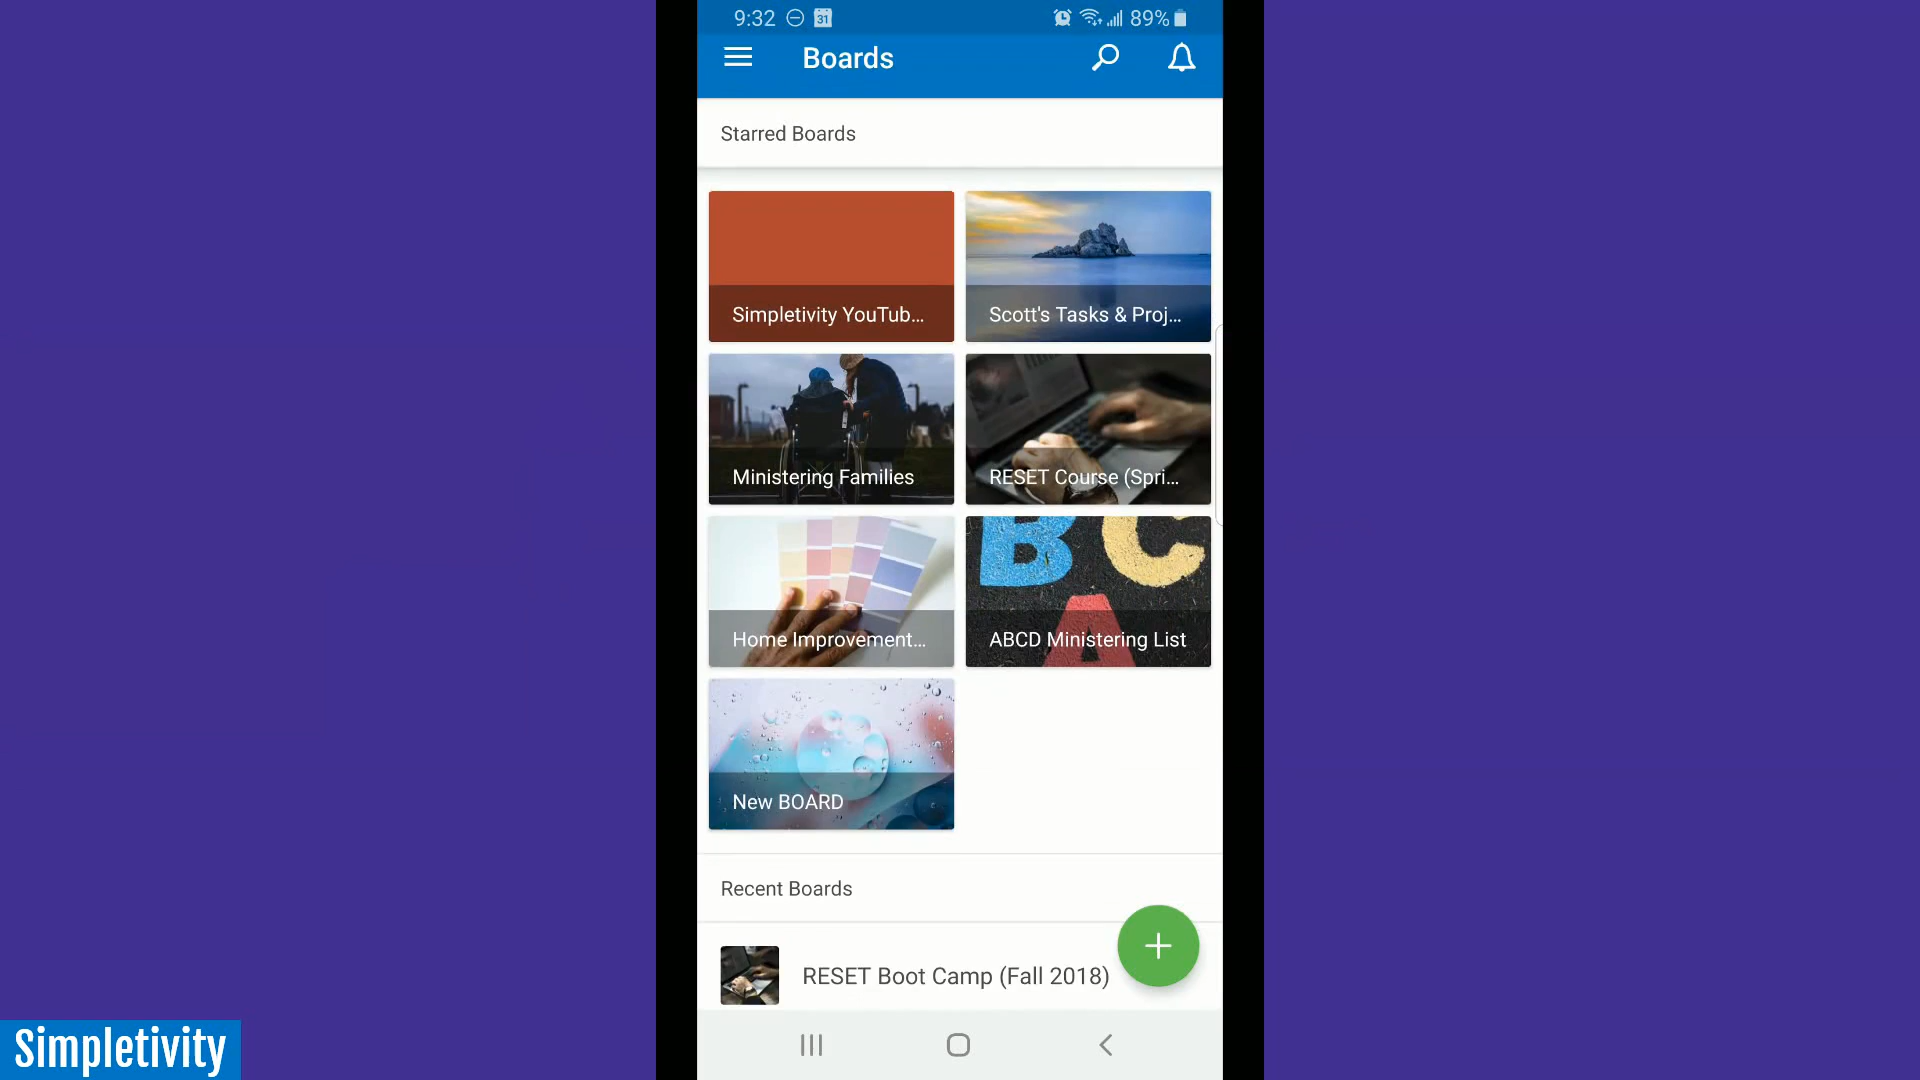 9:32 31 89%
Boards
Starred Boards
Simpletivity YouTub...
Scott's Tasks & Proj...
Ministering Families
RESET Course (Spri...
B C
A
Home Improvement...
ABCD Ministering List
New BOARD
Recent Boards
RESET Boot Camp (Fall 2018)
Simpletivity